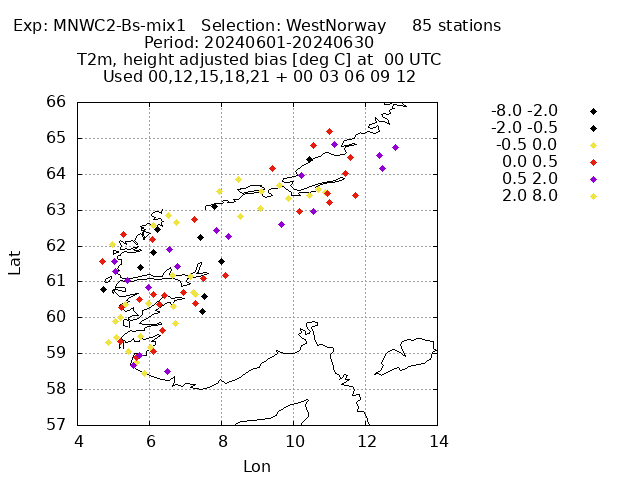 Exp: MNWC2-Bs-mix1 Selection: WestNorway 85 stations
Period: 20240601-20240630
T2m, height adjusted bias [deg C] at 00 UTC
Used 00,12,15,18,21 + 00 03 06 09 12
-8.0 -2.0
-2.0 -0.5
-0.5 0.0
0.0 0.5
0.5 2.0
2.0 8.0
66
65
64
63
62
61
60
59
58
57
Lat
4 6 8 10 12 14
Lon